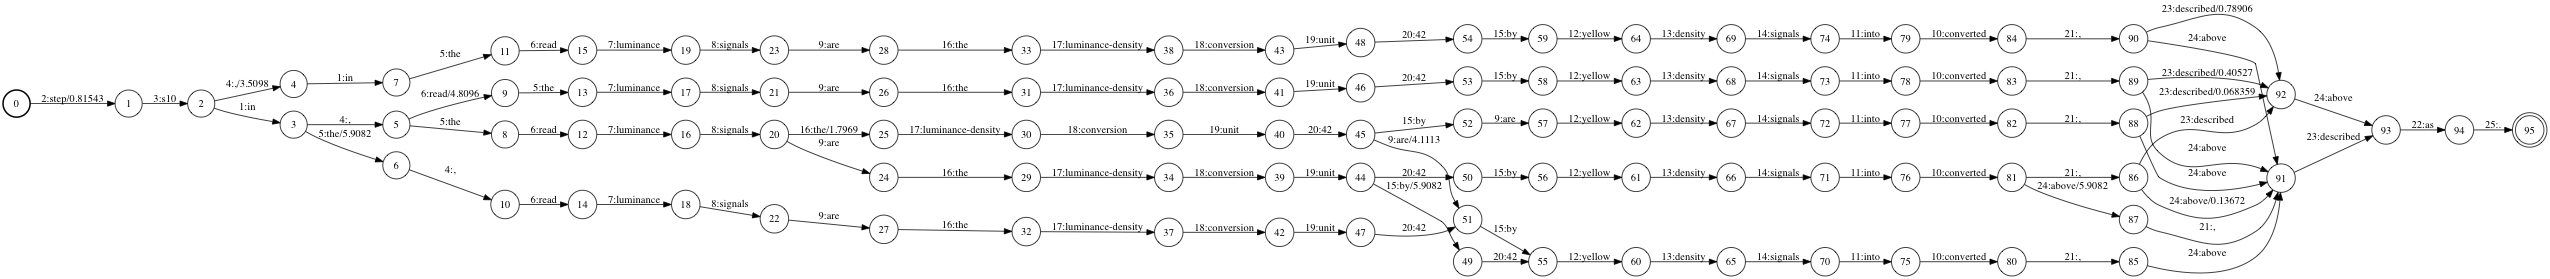 23:described/0.78906
5:the 11 6:read 15 7:luminance 19 8:signals 23 9:are 28 16:the 33 17:luminance-density 38 18:conversion 43 19:unit 48 20:42 54 15:by 59 12:yellow 64 13:density 69 14:signals 74 11:into 79 10:converted 84 21:, 90 24:above
4:,/3.5098 4 1:in 7
6:read/4.8096 9 5:the 13 7:luminance 17 8:signals 21 9:are 26 16:the 31 17:luminance-density 36 18:conversion 41 19:unit 46 20:42 53 15:by 58 12:yellow 63 13:density 68 14:signals 73 11:into 78 10:converted 83 21:, 89 23:described/0.40527
0 2:step/0.81543 1 3:s10 2 23:described/0.068359 92 24:above
1:in 3 4:, 5 5:the 8 6:read 12 7:luminance 16 8:signals 20 16:the/1.7969 25 17:luminance-density 30 18:conversion 35 19:unit 40 20:42 45 15:by 52 9:are 57 12:yellow 62 13:density 67 14:signals 72 11:into 77 10:converted 82 21:, 88 23:described
5:the/5.9082 9:are 9:are/4.1113 24:above 23:described 93 22:as 94 25:. 95
6 4:, 24 16:the 29 17:luminance-density 34 18:conversion 39 19:unit 44 20:42 50 15:by 56 12:yellow 61 13:density 66 14:signals 71 11:into 76 10:converted 81 21:, 86 24:above 91
15:by/5.9082 24:above/5.9082
10 6:read 14 7:luminance 18 8:signals 22 9:are 27 16:the 32 17:luminance-density 37 18:conversion 42 19:unit 47 20:42 51 15:by 87 21:, 24:above/0.13672
49 20:42 55 12:yellow 60 13:density 65 14:signals 70 11:into 75 10:converted 80 21:, 85 24:above